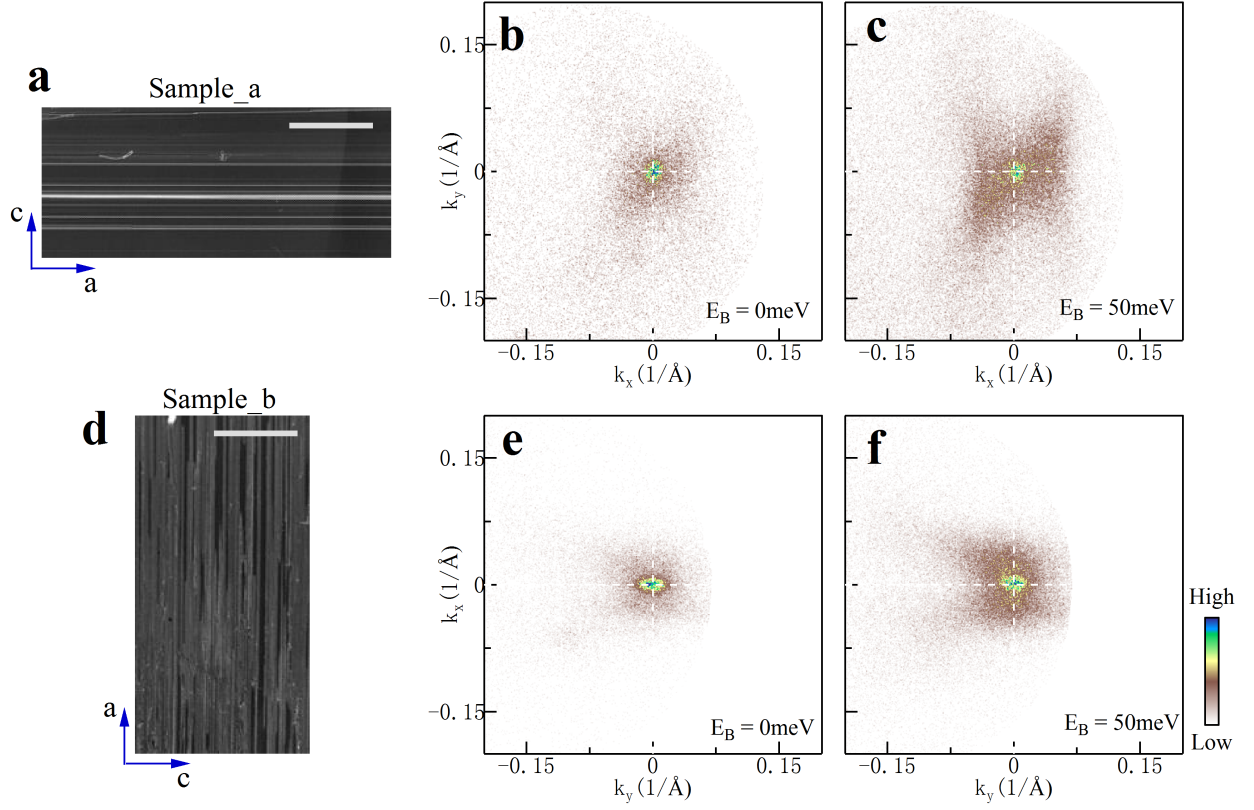 a
Sample_a
c
a
b
0.15
0
−0.15
k_y (1/Å)
E_B = 0meV
−0.15
0
0.15
k_x (1/Å)
c
E_B = 50meV
−0.15
0
0.15
k_x (1/Å)
d
Sample_b
a
c
e
0.15
0
−0.15
k_x (1/Å)
E_B = 0meV
−0.15
0
0.15
k_y (1/Å)
f
E_B = 50meV
−0.15
0
0.15
k_y (1/Å)
High
Low